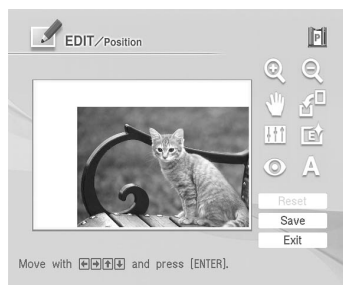 EDIT/Position
P
E
A
Reset
Save
Exit
Move with ←→↑↓ and press [ENTER].